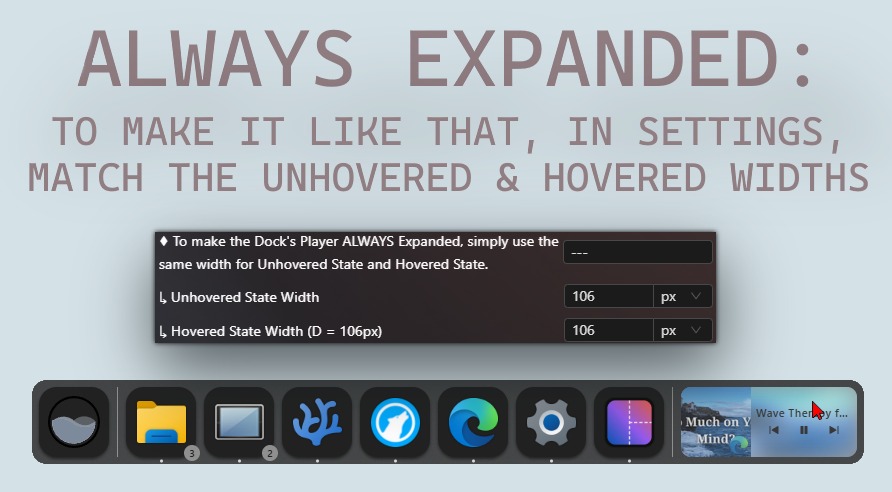 ALWAYS EXPANDED:
TO MAKE IT LIKE THAT, IN SETTINGS,
MATCH THE UNHOVERED & HOVERED WIDTHS
♦ To make the Dock's Player ALWAYS Expanded, simply use the
same width for Unhovered State and Hovered State.
---
↳ Unhovered State Width
106 px
↳ Hovered State Width (D = 106px)
106 px
3
2
Much on Y
Mind?
Wave Therapy f...